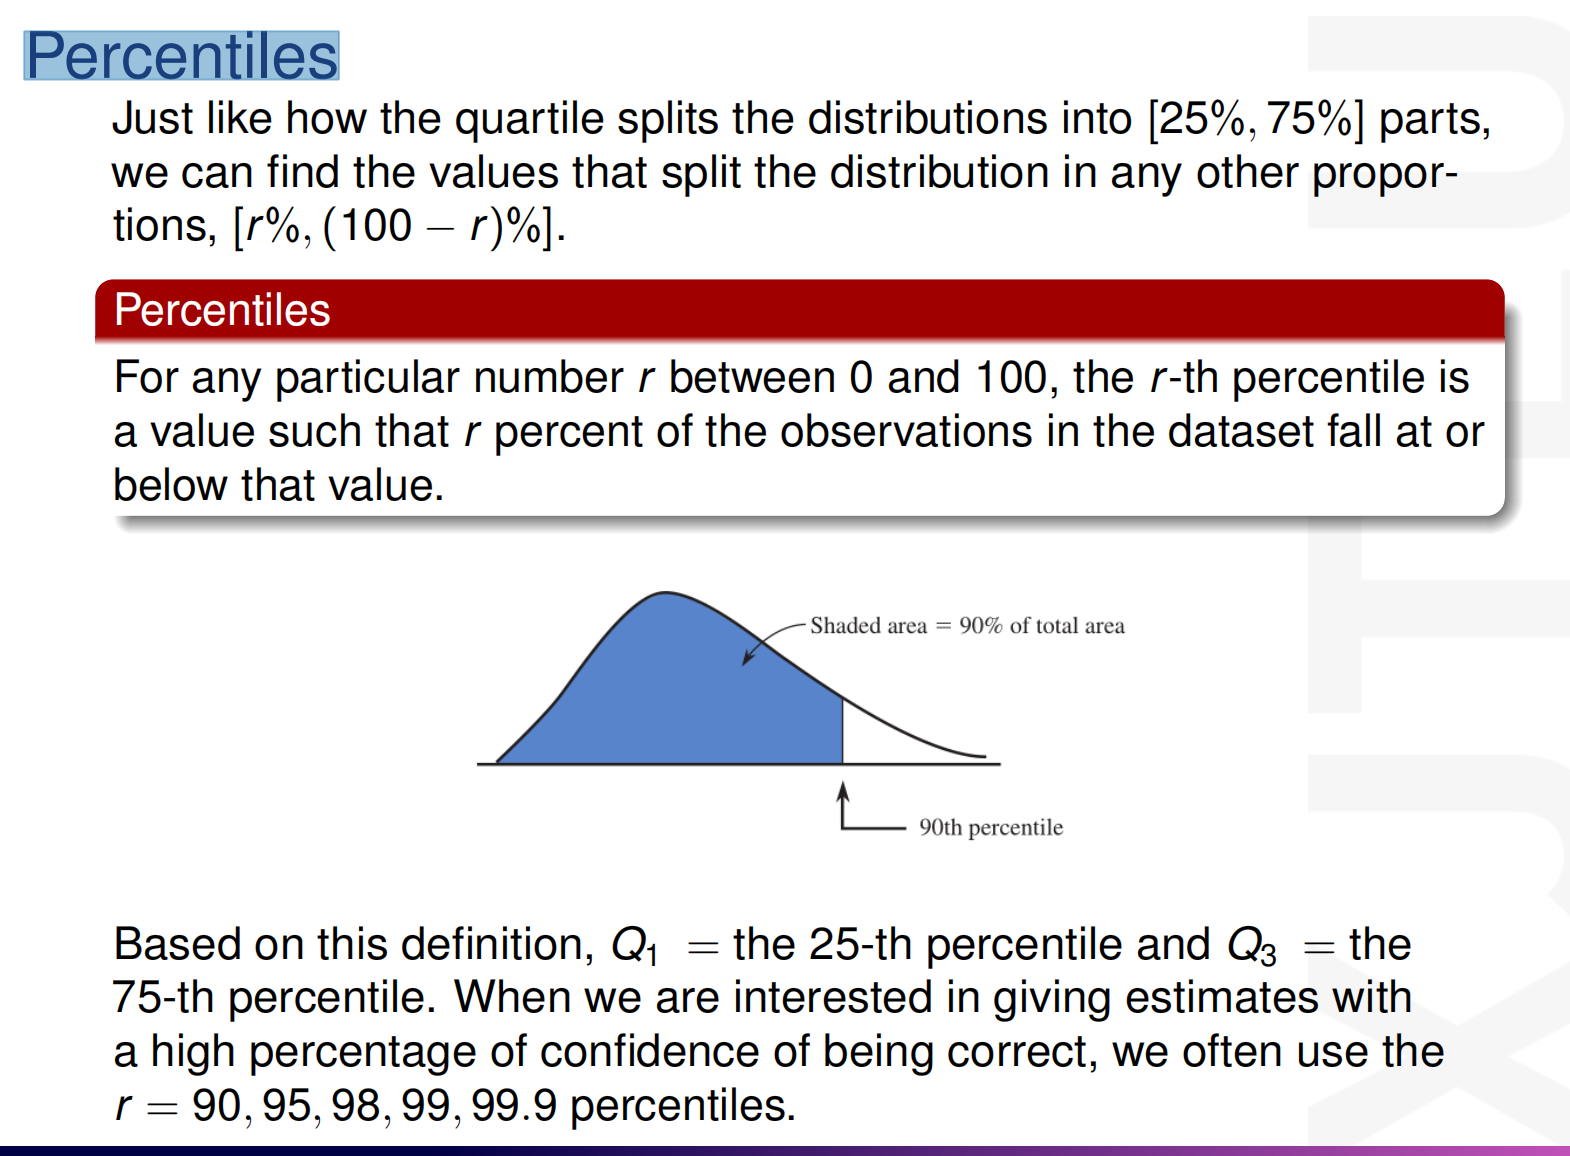 Percentiles
Just like how the quartile splits the distributions into [25%, 75%] parts,
we can find the values that split the distribution in any other propor-
tions, [r%, (100 − r)%].
Percentiles
For any particular number r between 0 and 100, the r-th percentile is
a value such that r percent of the observations in the dataset fall at or
below that value.
Shaded area = 90% of total area
90th percentile
Based on this definition, Q₁ = the 25-th percentile and Q₃ = the
75-th percentile. When we are interested in giving estimates with
a high percentage of confidence of being correct, we often use the
r = 90, 95, 98, 99, 99.9 percentiles.